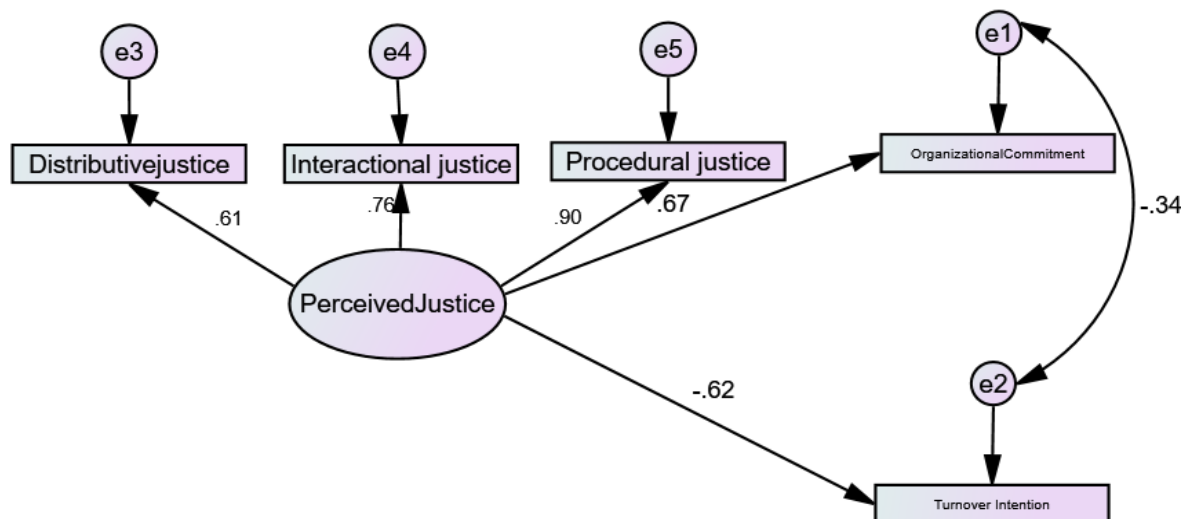 e3
e4
e5
e1
Distributivejustice
Interactional justice
Procedural justice
OrganizationalCommitment
.61
.76
.90
.67
-.34
PerceivedJustice
-.62
e2
Turnover Intention